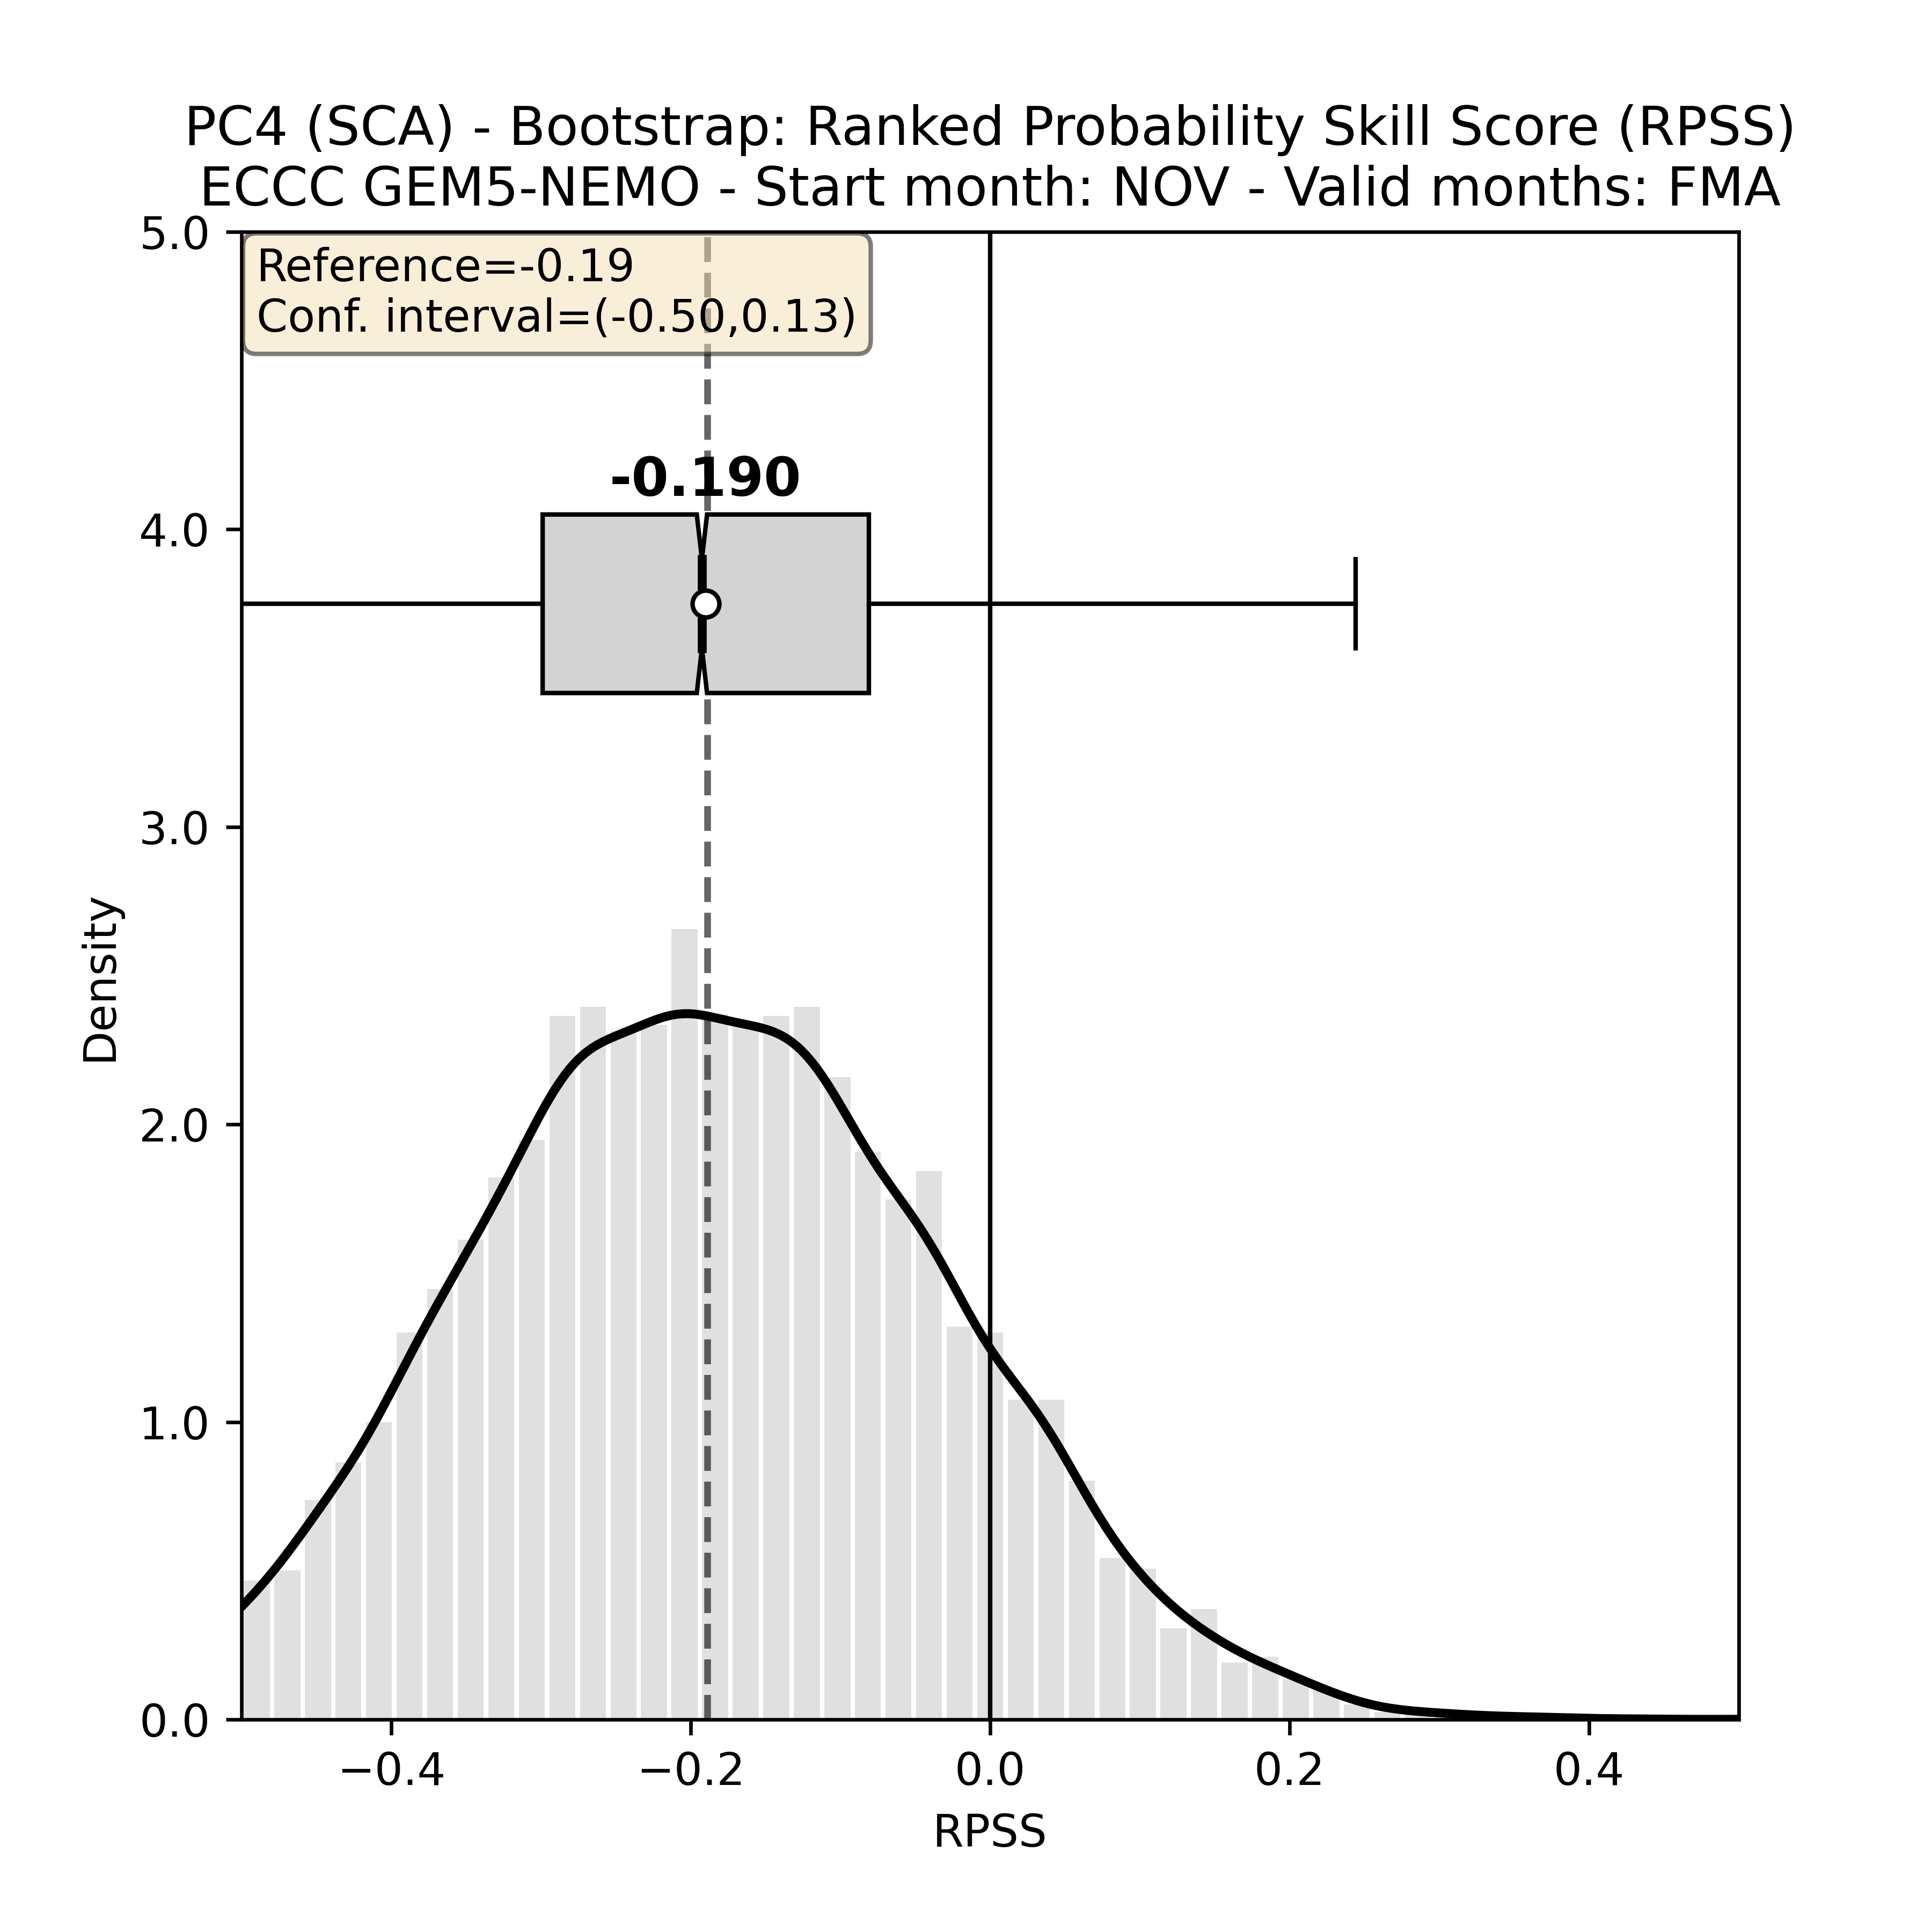 PC4 (SCA) - Bootstrap: Ranked Probability Skill Score (RPSS)
ECCC GEM5-NEMO - Start month: NOV - Valid months: FMA
5.0
Reference=-0.19
Conf. interval=(-0.50,0.13)
-0.190
4.0
3.0
Density
2.0
1.0
0.0
−0.4 −0.2 0.0 0.2 0.4
RPSS